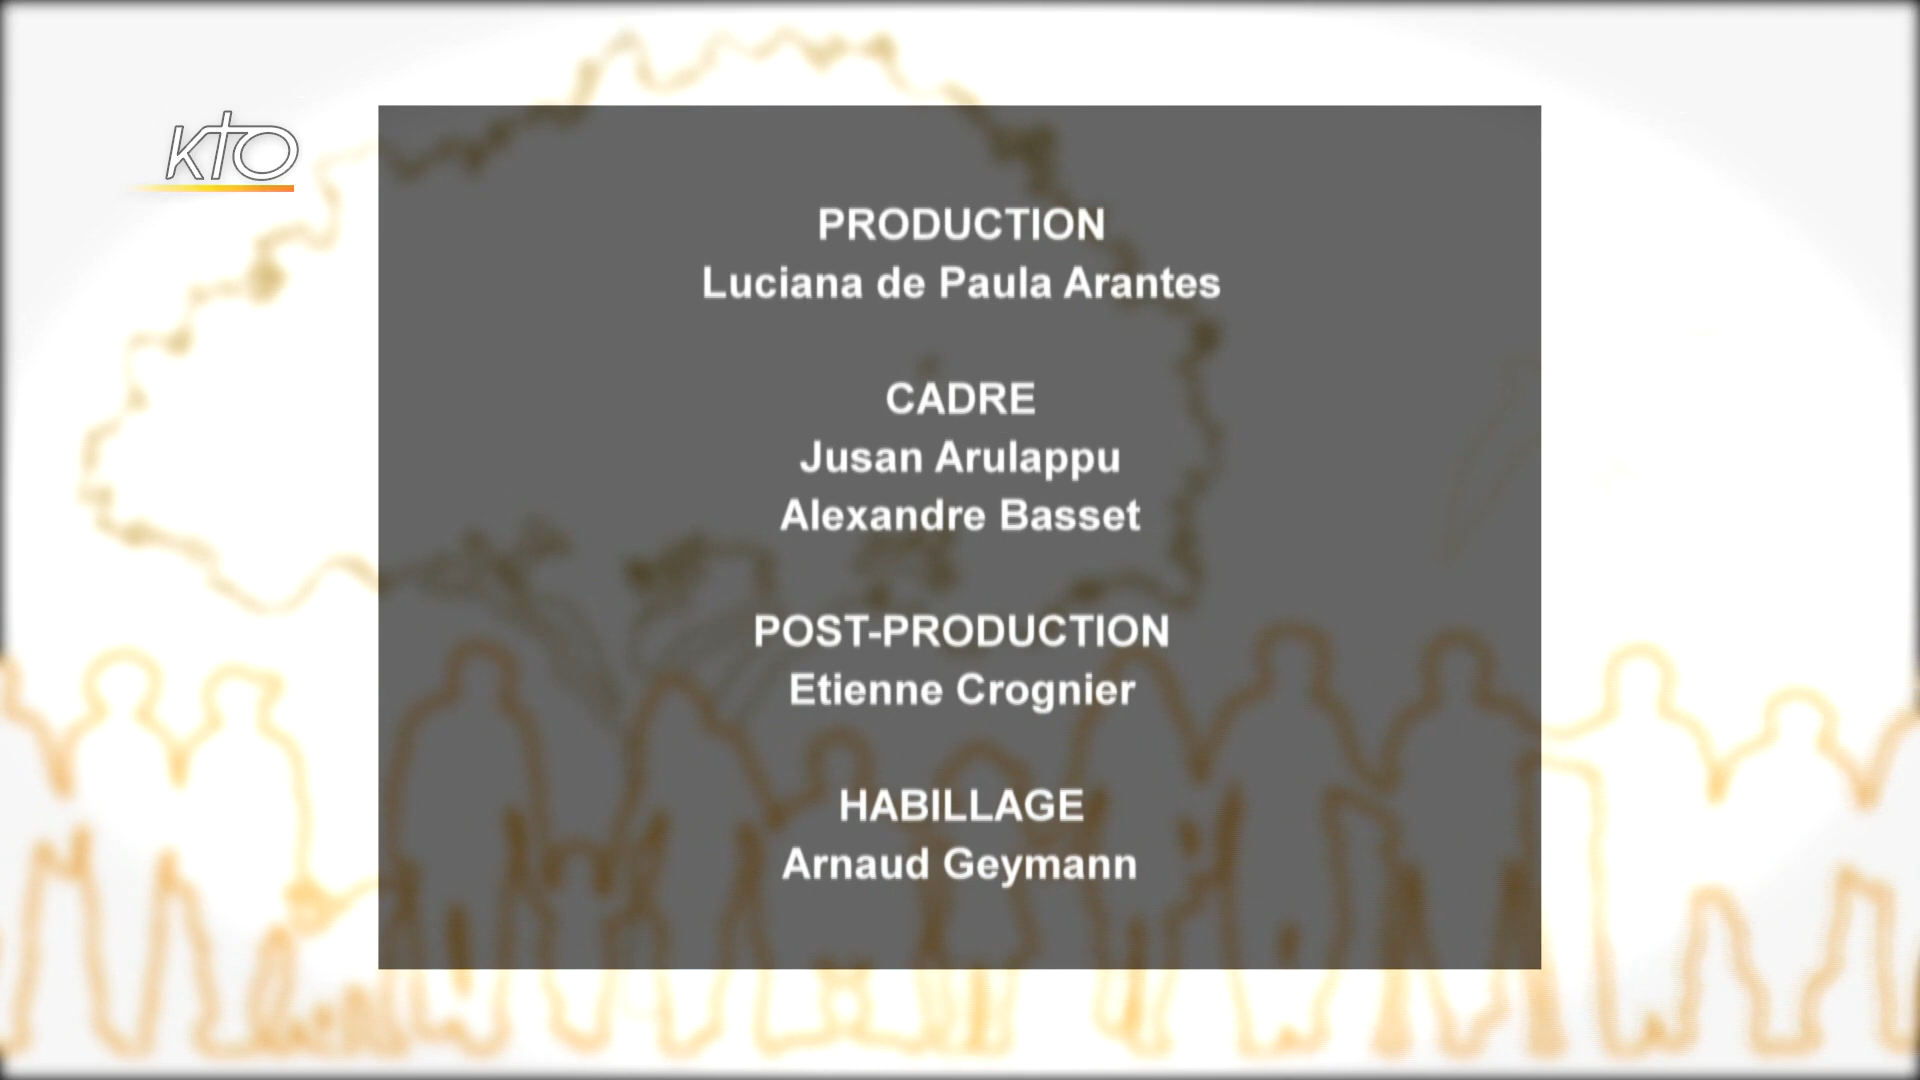 KTO
PRODUCTION
Luciana de Paula Arantes
CADRE
Jusan Arulappu
Alexandre Basset
POST-PRODUCTION
Etienne Crognier
HABILLAGE
Arnaud Geymann